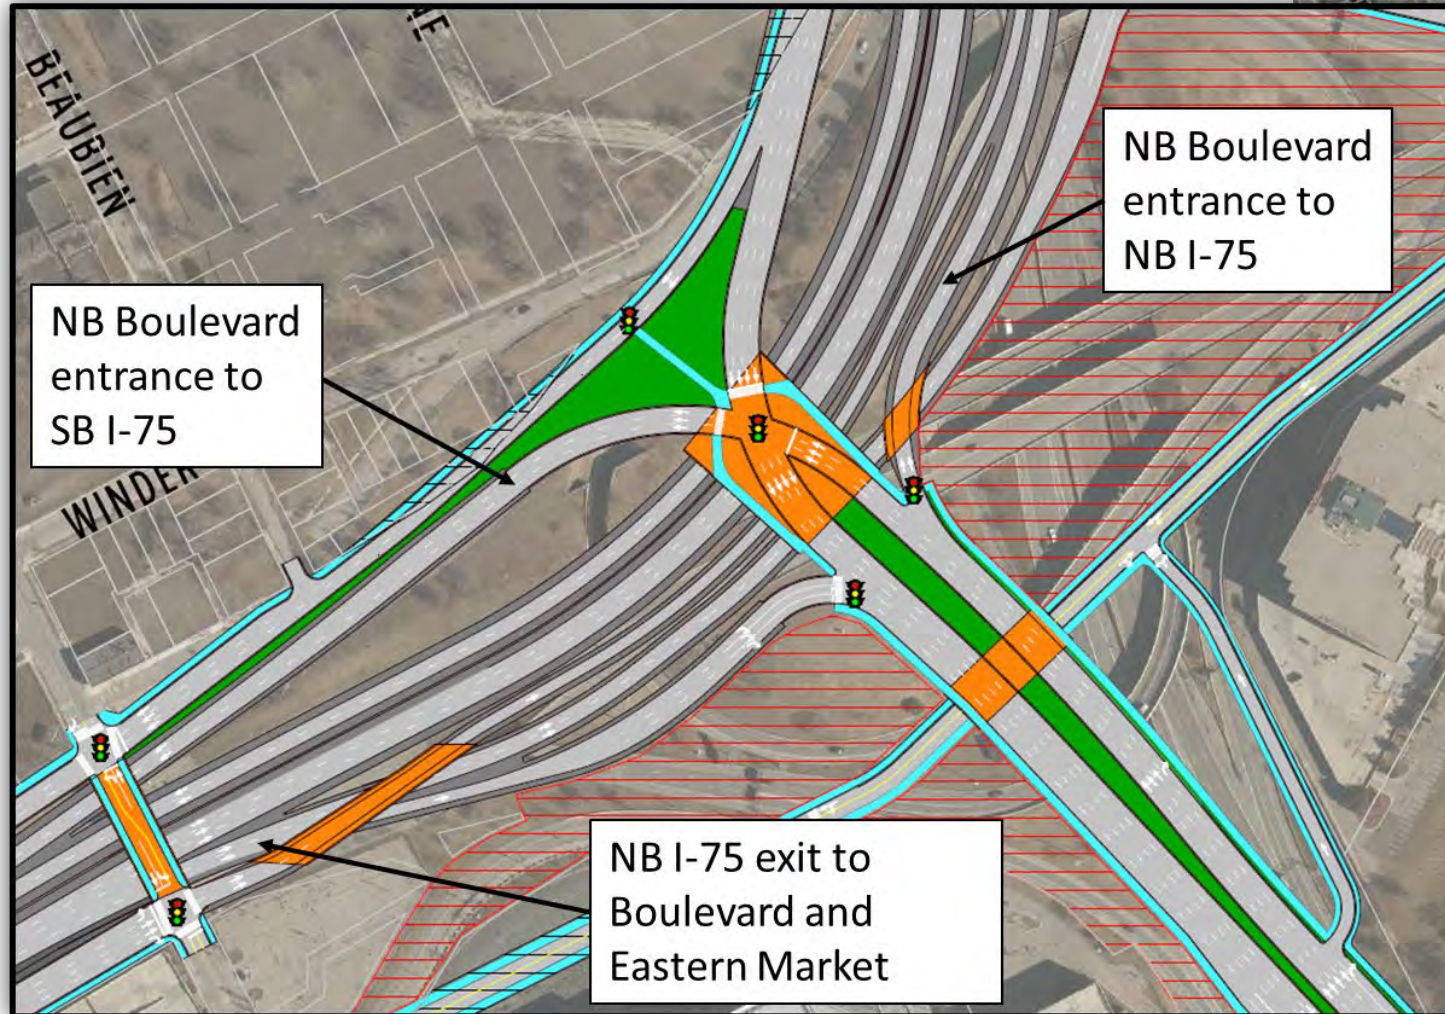 BEAUBIEN
NB Boulevard
entrance to
NB I-75
NB Boulevard
entrance to
SB I-75
WINDER
NB I-75 exit to
Boulevard and
Eastern Market